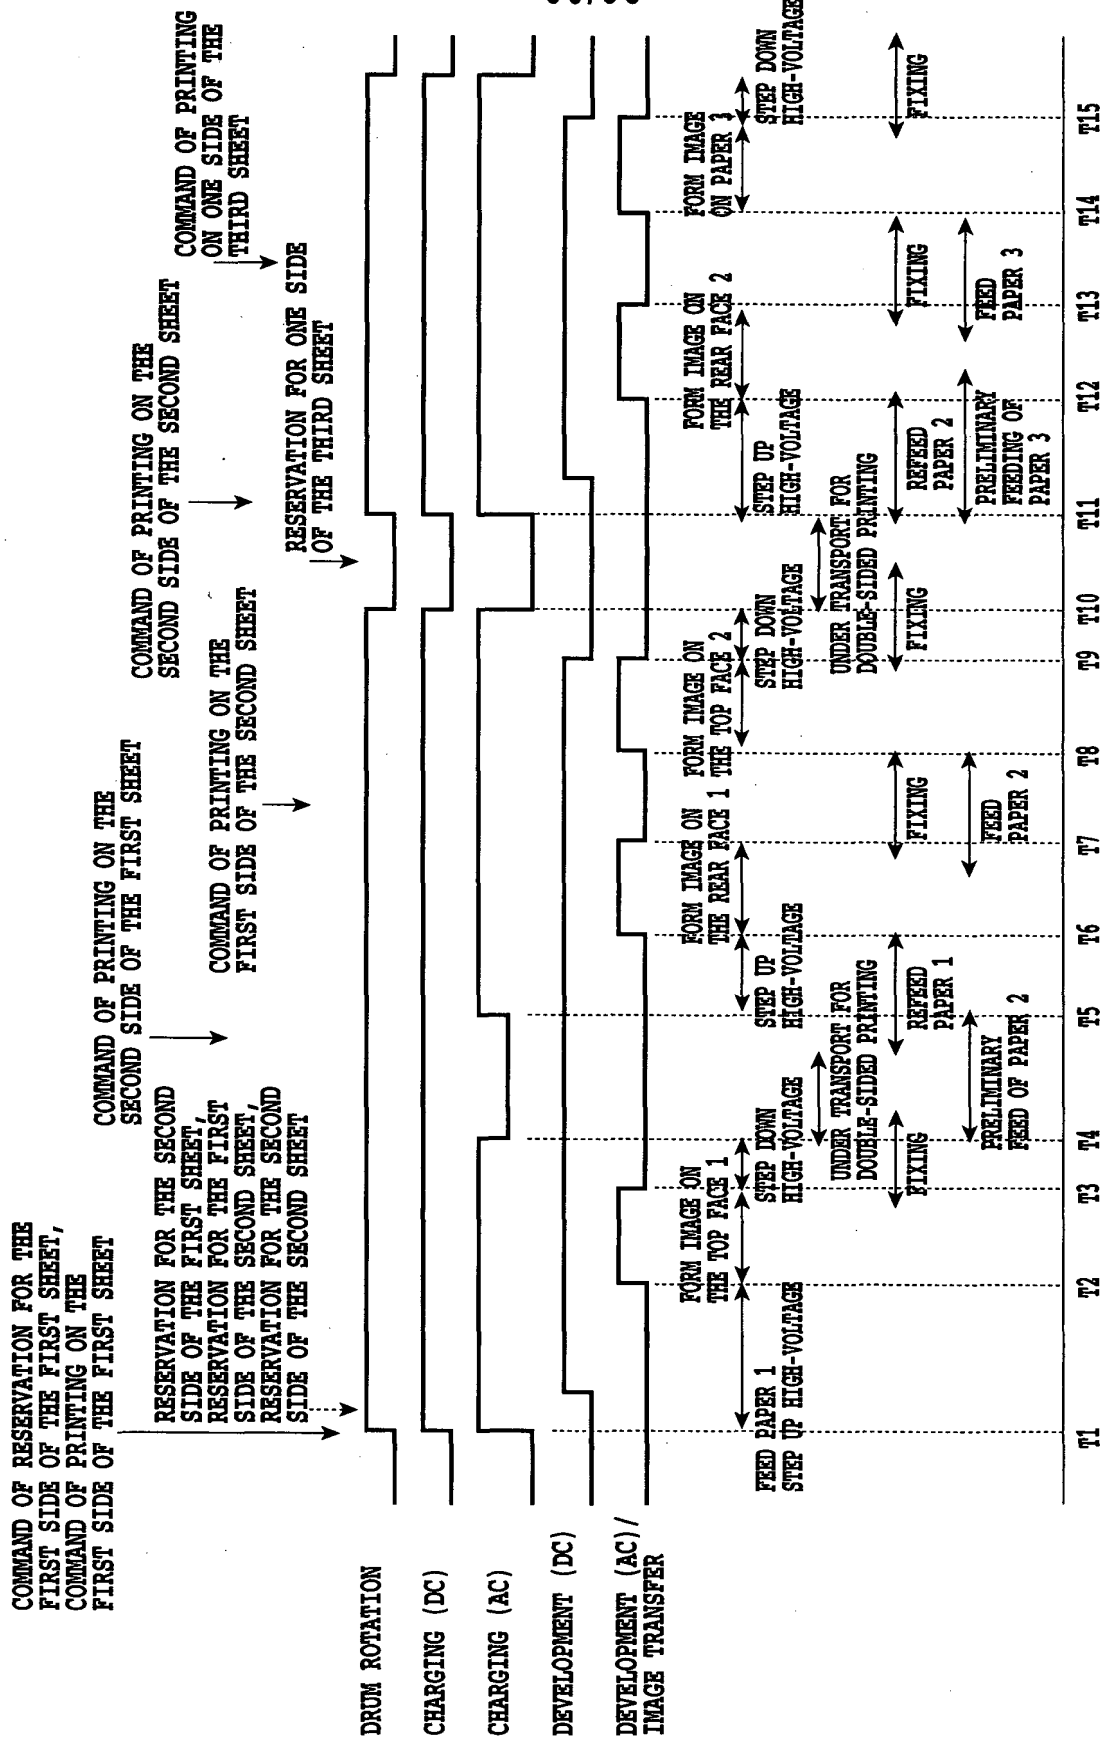 COMMAND OF RESERVATION FOR THE
FIRST SIDE OF THE FIRST SHEET,
COMMAND OF PRINTING ON THE
FIRST SIDE OF THE FIRST SHEET
RESERVATION FOR THE SECOND
SIDE OF THE FIRST SHEET,
RESERVATION FOR THE FIRST
SIDE OF THE SECOND SHEET,
RESERVATION FOR THE SECOND
SIDE OF THE SECOND SHEET
COMMAND OF PRINTING ON THE
SECOND SIDE OF THE FIRST SHEET
COMMAND OF PRINTING ON THE
FIRST SIDE OF THE SECOND SHEET
COMMAND OF PRINTING ON THE
SECOND SIDE OF THE SECOND SHEET
RESERVATION FOR ONE SIDE
OF THE THIRD SHEET
COMMAND OF PRINTING
ON ONE SIDE OF THE
THIRD SHEET
DRUM ROTATION
CHARGING (DC)
CHARGING (AC)
DEVELOPMENT (DC)
DEVELOPMENT (AC)/
IMAGE TRANSFER
FORM IMAGE ON
THE TOP FACE 1
FORM IMAGE ON
THE REAR FACE 1
FORM IMAGE ON
THE TOP FACE 2
FORM IMAGE ON
THE REAR FACE 2
FORM IMAGE
ON PAPER 3
FEED PAPER 1
STEP UP HIGH-VOLTAGE
STEP DOWN
HIGH-VOLTAGE
STEP UP
HIGH-VOLTAGE
STEP DOWN
HIGH-VOLTAGE
STEP UP
HIGH-VOLTAGE
STEP DOWN
HIGH-VOLTAGE
UNDER TRANSPORT FOR
DOUBLE-SIDED PRINTING
UNDER TRANSPORT FOR
DOUBLE-SIDED PRINTING
FIXING
REFEED
PAPER 1
FIXING
FIXING
REFEED
PAPER 2
FIXING
FIXING
PRELIMINARY
FEED OF PAPER 2
FEED
PAPER 2
PRELIMINARY
FEEDING OF
PAPER 3
FEED
PAPER 3
T1
T2
T3
T4
T5
T6
T7
T8
T9
T10
T11
T12
T13
T14
T15